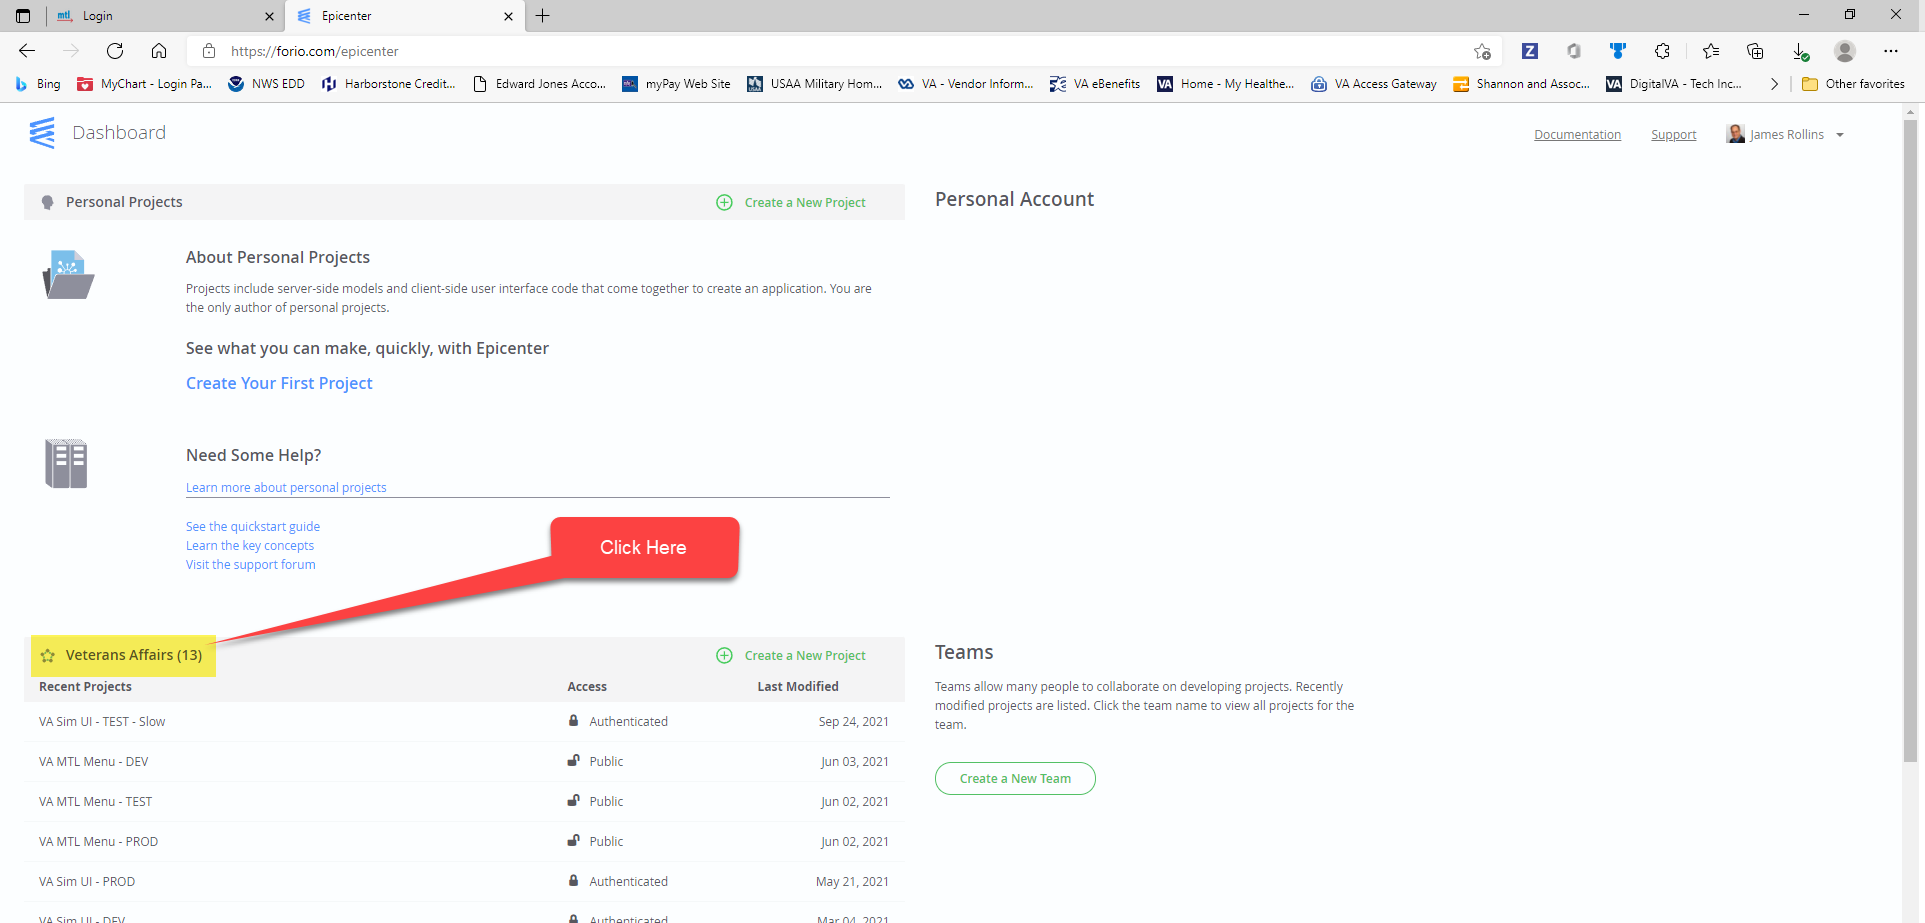 mtl Login
Epicenter
https://forio.com/epicenter
Bing
MyChart - Login Pa...
NWS EDD
Harborstone Credit...
Edward Jones Acco...
myPay Web Site
USAA Military Hom...
VA - Vendor Inform...
VA eBenefits
Home - My Healthe...
VA Access Gateway
Shannon and Assoc...
DigitalVA - Tech Inc...
Other favorites
Dashboard
Documentation
Support
James Rollins
Personal Projects
Create a New Project
Personal Account
About Personal Projects
Projects include server-side models and client-side user interface code that come together to create an application. You are
the only author of personal projects.
See what you can make, quickly, with Epicenter
Create Your First Project
Need Some Help?
Learn more about personal projects
See the quickstart guide
Learn the key concepts
Visit the support forum
Click Here
Veterans Affairs (13)
Create a New Project
Recent Projects Access Last Modified
VA Sim UI - TEST - Slow Authenticated Sep 24, 2021
VA MTL Menu - DEV Public Jun 03, 2021
VA MTL Menu - TEST Public Jun 02, 2021
VA MTL Menu - PROD Public Jun 02, 2021
VA Sim UI - PROD Authenticated May 21, 2021
VA Sim UI - DEV Authenticated Mar 04, 2021
Teams
Teams allow many people to collaborate on developing projects. Recently
modified projects are listed. Click the team name to view all projects for the
team.
Create a New Team